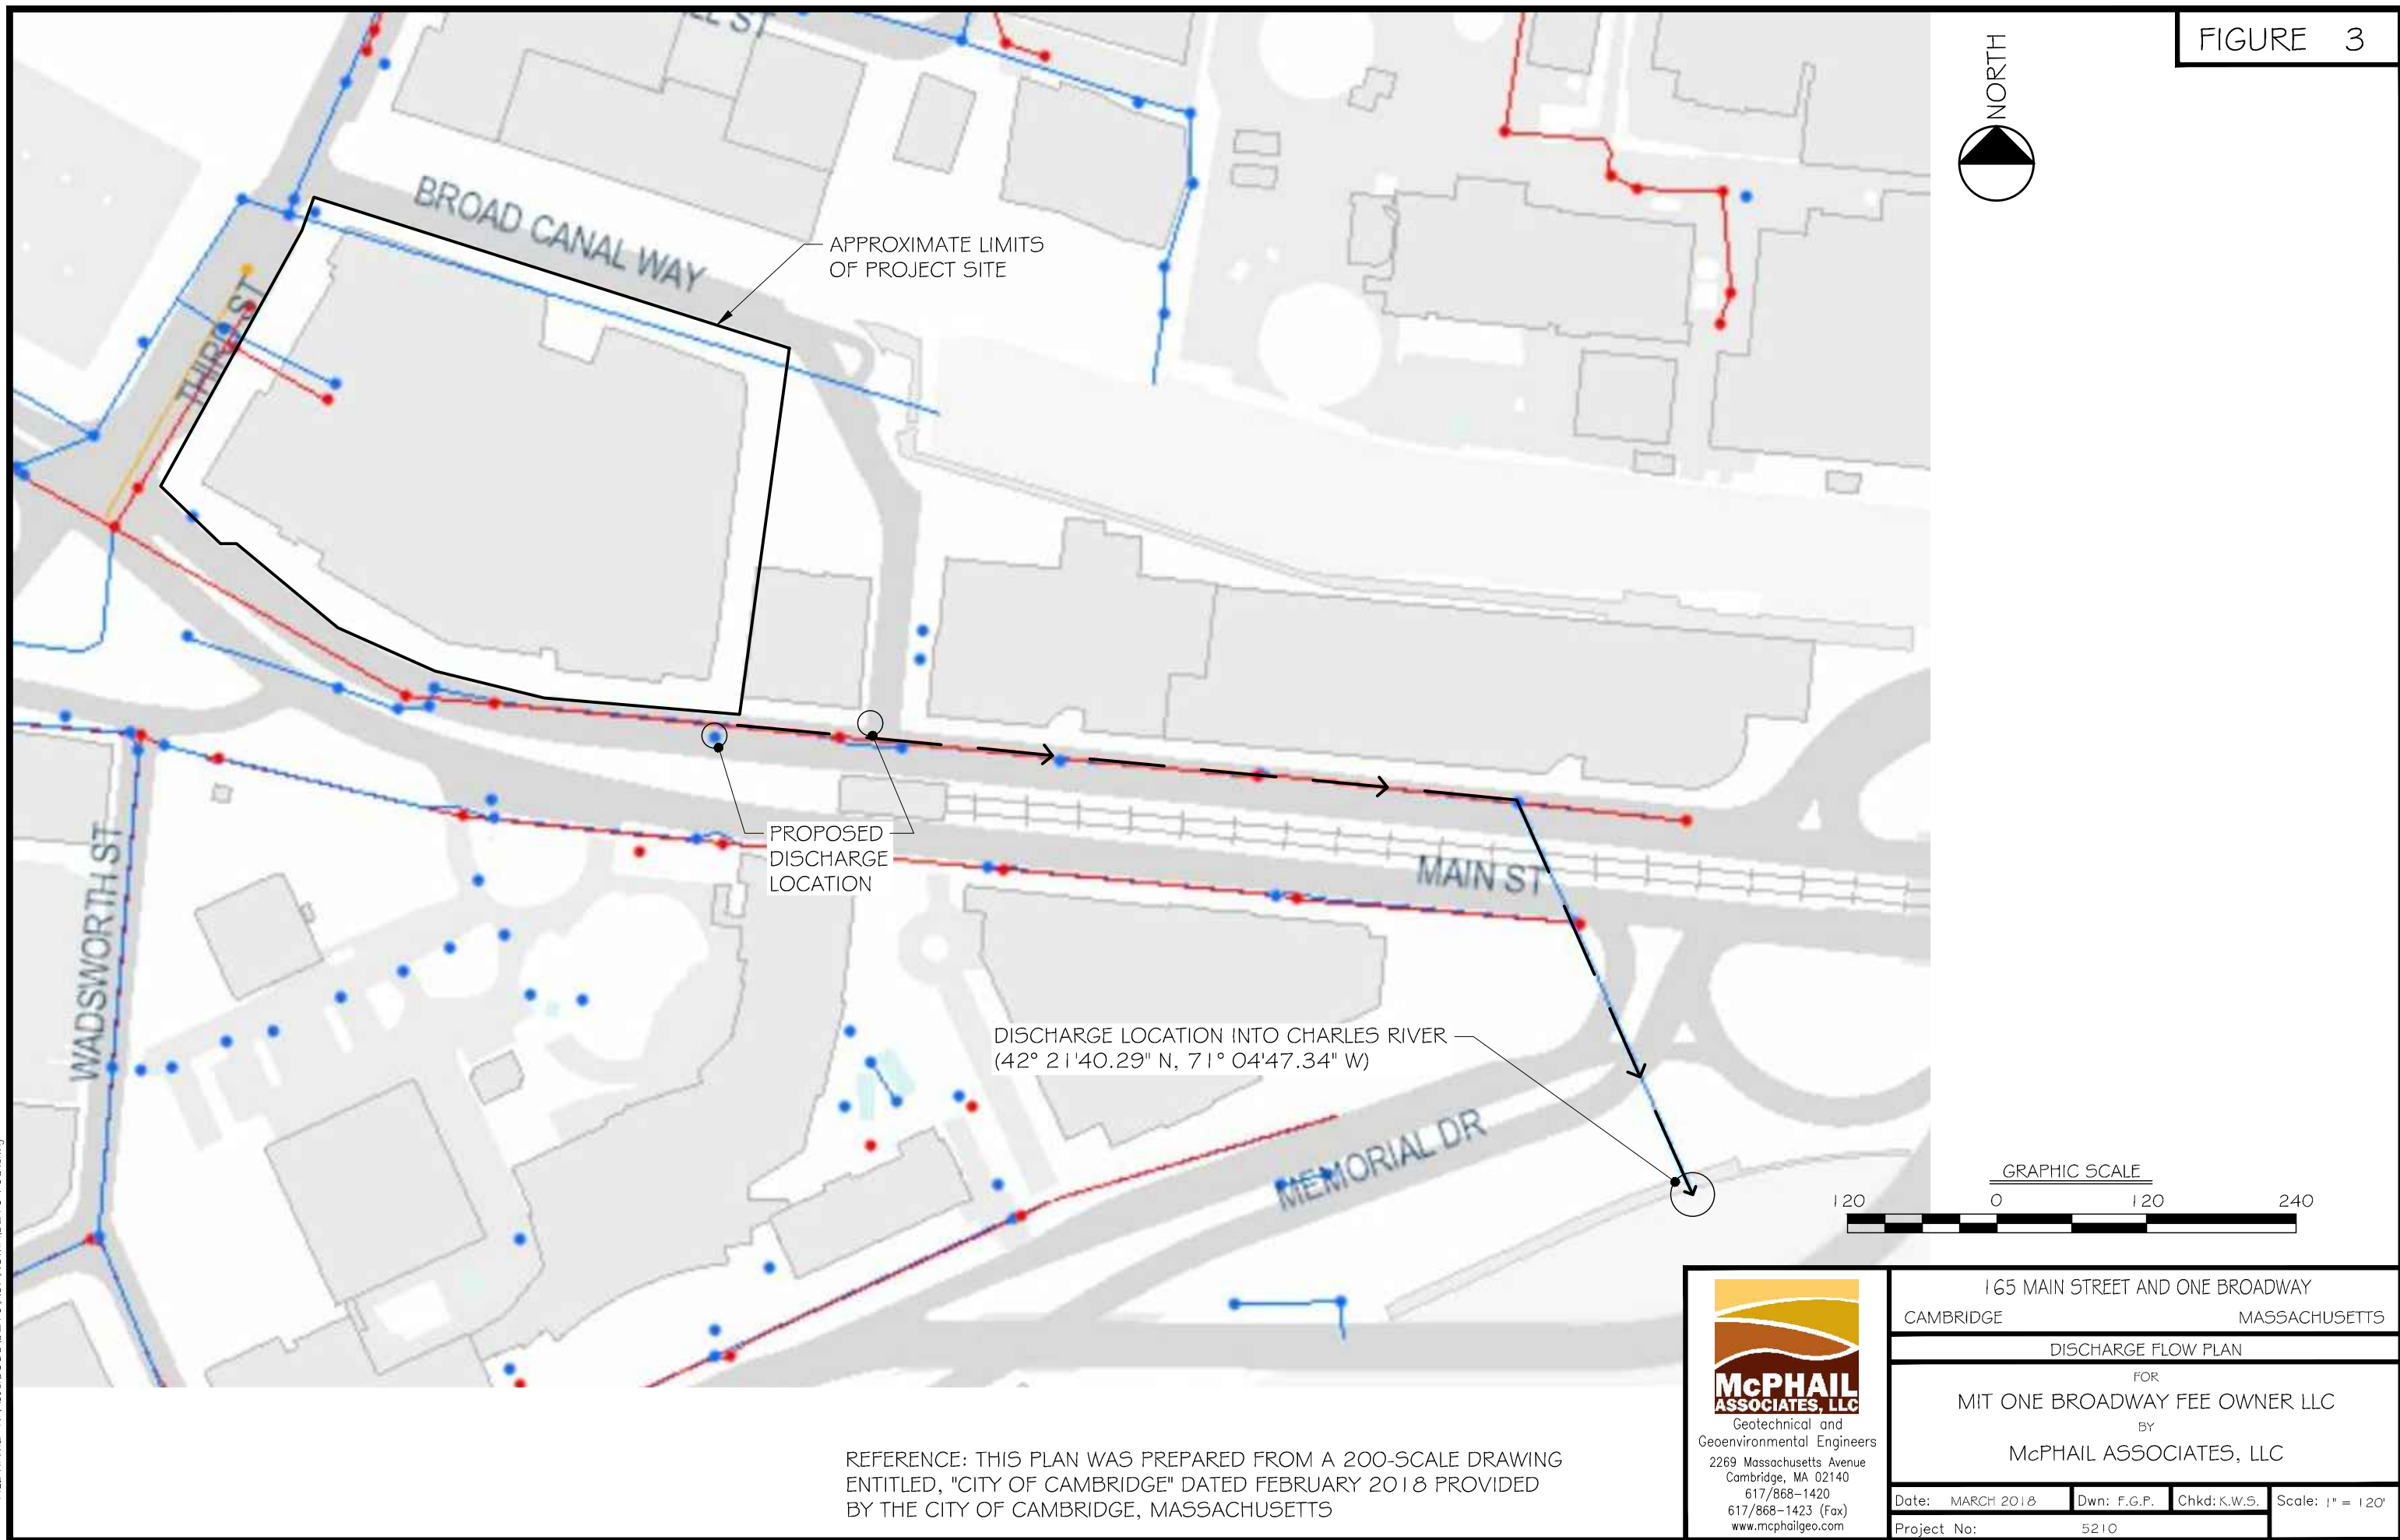 FIGURE 3
NORTH
LL ST
BROAD CANAL WAY
APPROXIMATE LIMITS
OF PROJECT SITE
THIRD ST
PROPOSED
DISCHARGE
LOCATION
MAIN ST
WADSWORTH ST
DISCHARGE LOCATION INTO CHARLES RIVER
(42° 21'40.29" N, 71° 04'47.34" W)
MEMORIAL DR
GRAPHIC SCALE
120 0 120 240
REFERENCE: THIS PLAN WAS PREPARED FROM A 200-SCALE DRAWING
ENTITLED, "CITY OF CAMBRIDGE" DATED FEBRUARY 2018 PROVIDED
BY THE CITY OF CAMBRIDGE, MASSACHUSETTS
McPHAIL
ASSOCIATES, LLC
Geotechnical and
Geoenvironmental Engineers
2269 Massachusetts Avenue
Cambridge, MA 02140
617/868-1420
617/868-1423 (Fax)
www.mcphailgeo.com
165 MAIN STREET AND ONE BROADWAY
CAMBRIDGE MASSACHUSETTS
DISCHARGE FLOW PLAN
FOR
MIT ONE BROADWAY FEE OWNER LLC
BY
McPHAIL ASSOCIATES, LLC
Date: MARCH 2018 Dwn: F.G.P. Chkd: K.W.S. Scale: 1" = 120'
Project No: 5210